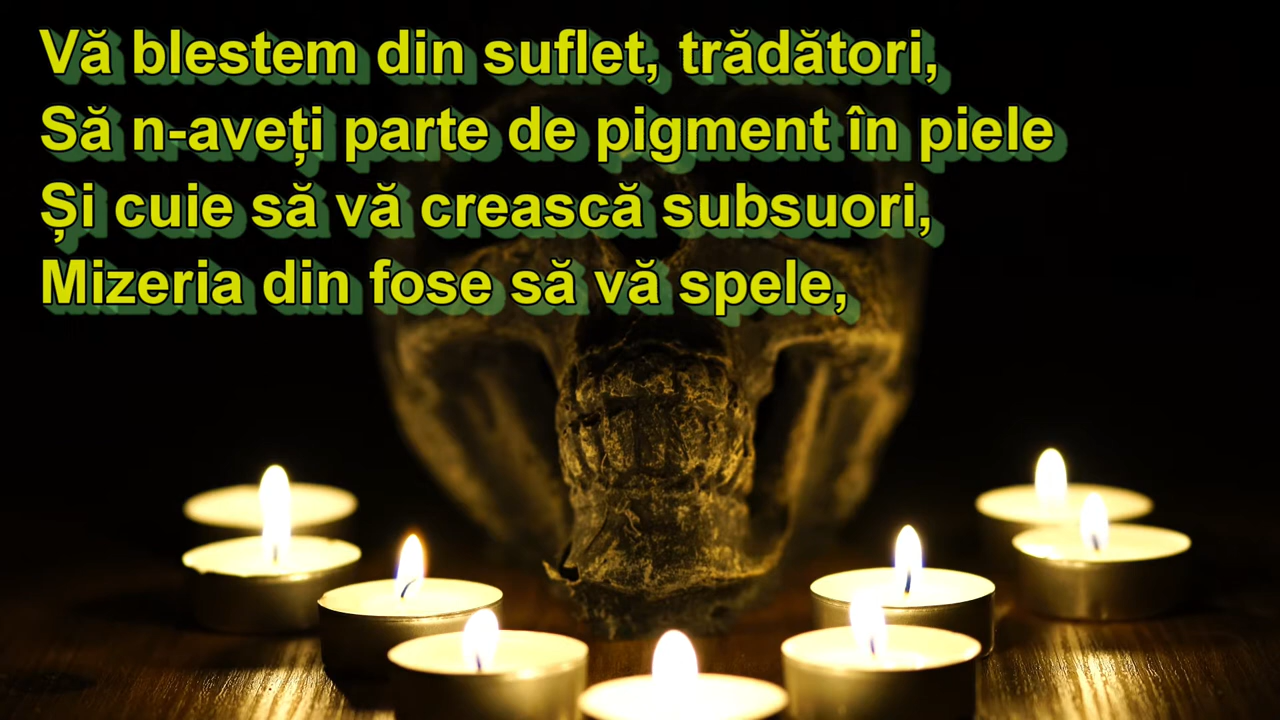 Vă blestem din suflet, trădători,
Să n-aveți parte de pigment în piele
Și cuie să vă crească subsuori,
Mizeria din fose să vă spele,